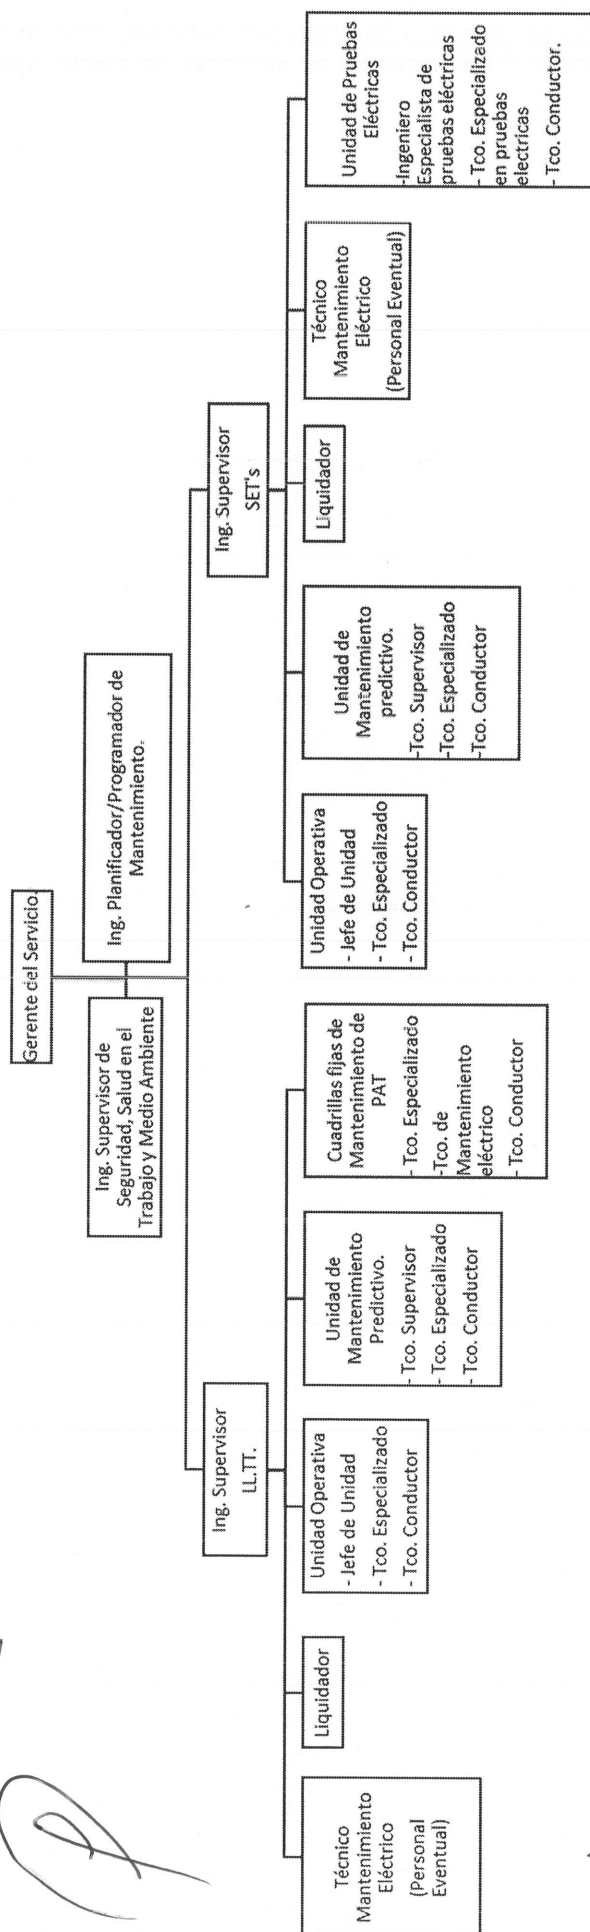 Gerente del Servicio.
Ing. Supervisor de
Seguridad, Salud en el
Trabajo y Medio Ambiente
Ing. Planificador/Programador de
Mantenimiento.
Ing. Supervisor
LL.TT.
Ing. Supervisor
SET's
Técnico
Mantenimiento
Eléctrico
(Personal
Eventual)
Liquidador
Unidad Operativa
- Jefe de Unidad
- Tco. Especializado
- Tco. Conductor
Unidad de
Mantenimiento
Predictivo.
- Tco. Supervisor
- Tco. Especializado
- Tco. Conductor
Cuadrillas fijas de
Mantenimiento de
PAT
- Tco. Especializado
-Tco. de
Mantenimiento
eléctrico
- Tco. Conductor
Unidad Operativa
- Jefe de Unidad
- Tco. Especializado
- Tco. Conductor
Unidad de
Mantenimiento
predictivo.
-Tco. Supervisor
-Tco. Especializado
-Tco. Conductor
Liquidador
Técnico
Mantenimiento
Eléctrico
(Personal Eventual)
Unidad de Pruebas
Eléctricas
-Ingeniero
Especialista de
pruebas eléctricas
- Tco. Especializado
en pruebas
electricas
- Tco. Conductor.